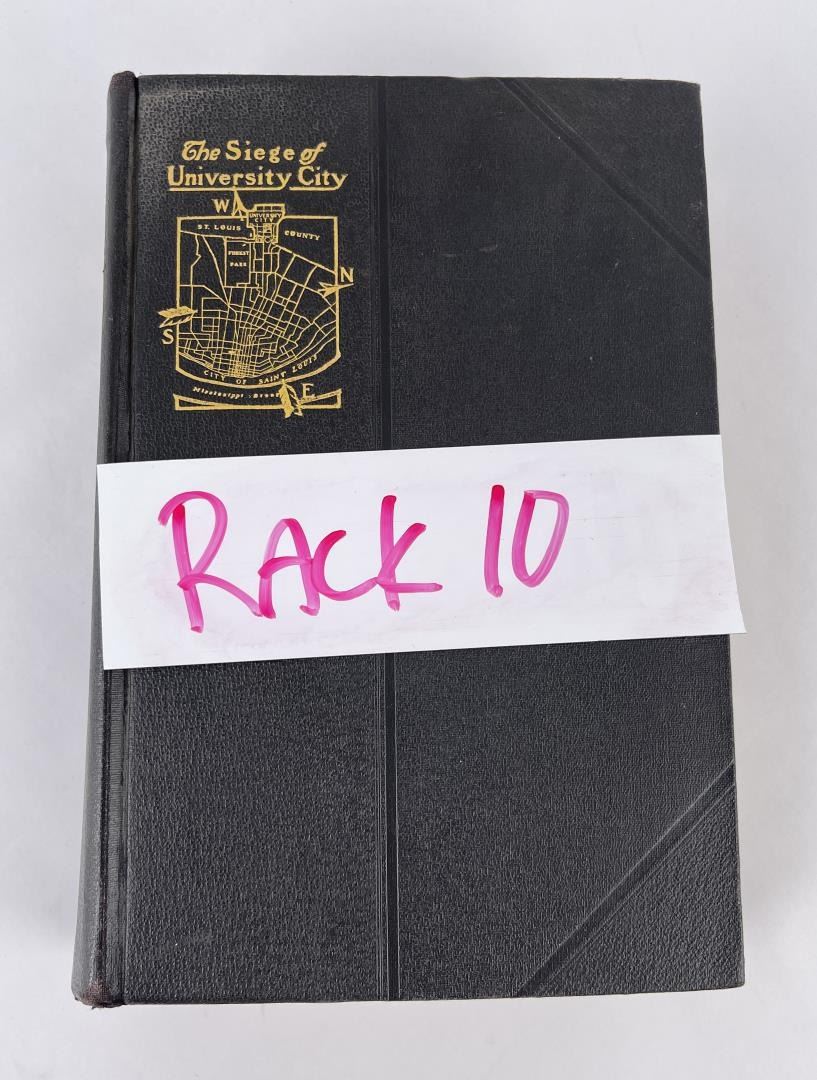 The Siege of
University City
W
UNIVERSITY
CITY
ST. LOUIS COUNTY
FOREST
PARK
N
S
CITY OF SAINT LOUIS
E
RACK 10